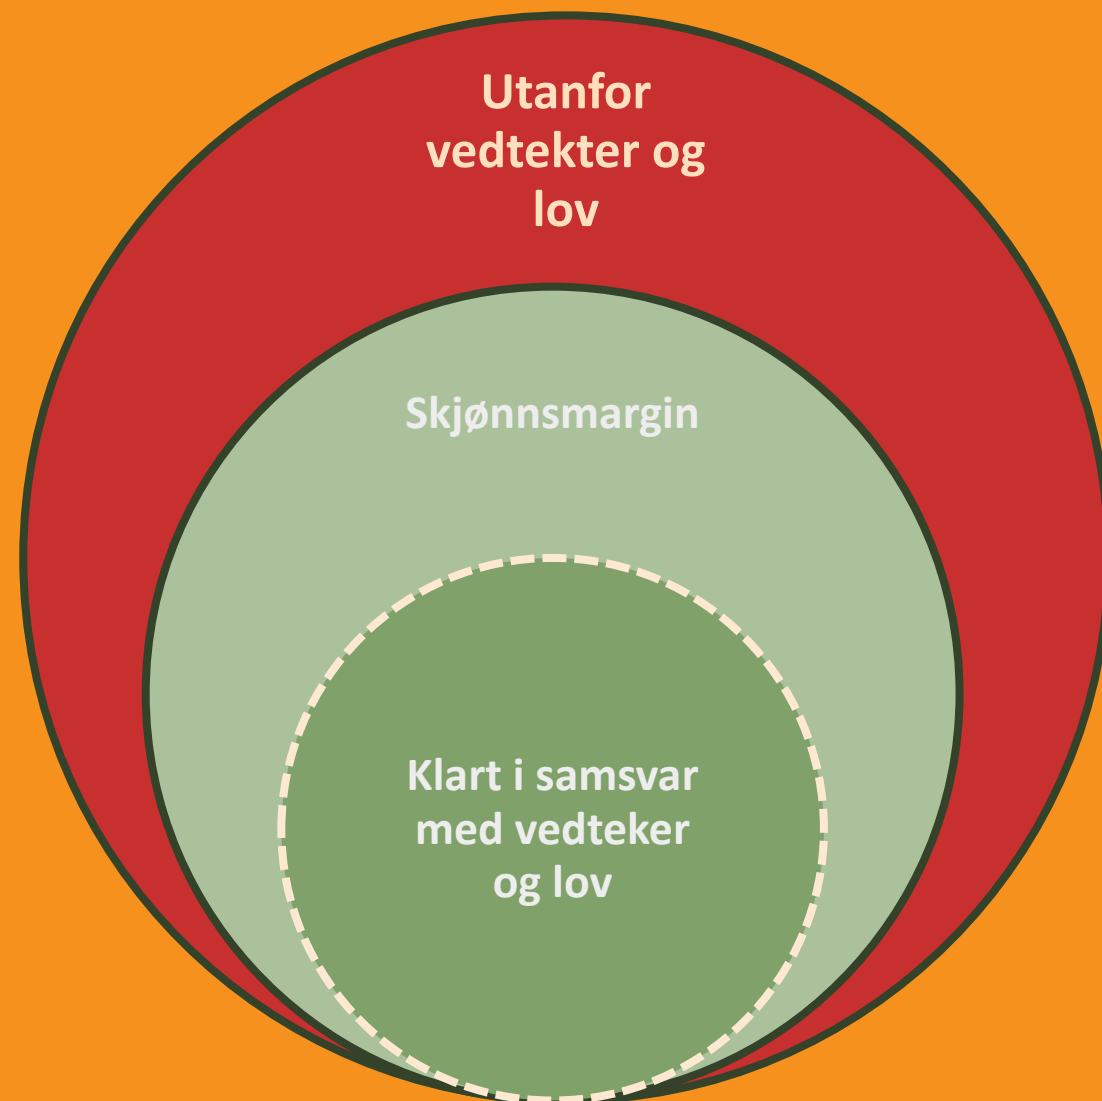 Utanfor
vedtekter og
lov
Skjønnsmargin
Klart i samsvar
med vedteker
og lov